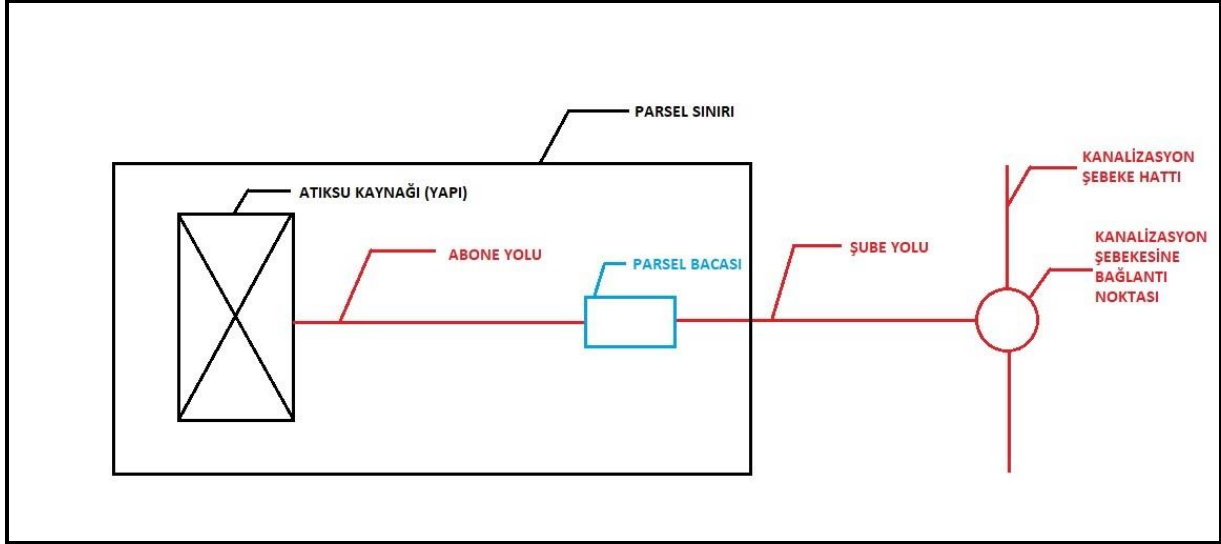 PARSEL SINIRI
ATIKSU KAYNAĞI (YAPI)
ABONE YOLU
PARSEL BACASI
ŞUBE YOLU
KANALİZASYON
ŞEBEKE HATTI
KANALİZASYON
ŞEBEKESİNE
BAĞLANTI
NOKTASI